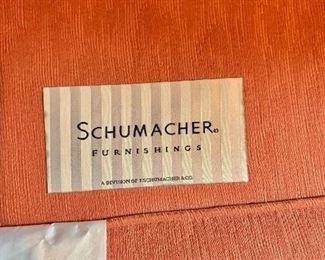 SCHUMACHER®
FURNISHINGS
A DIVISION OF F. SCHUMACHER & CO.